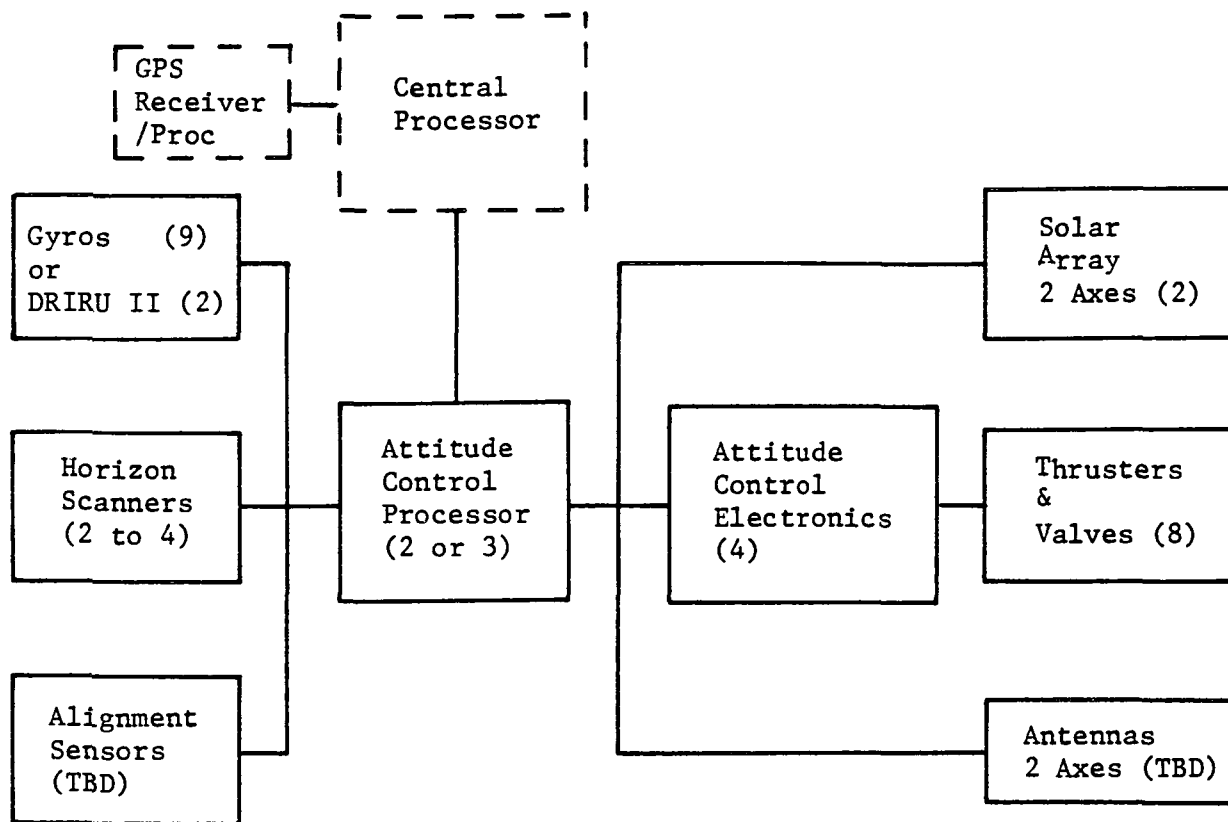 GPS
Receiver
/Proc
Central
Processor
Gyros (9)
or
DRIRU II (2)
Solar
Array
2 Axes (2)
Horizon
Scanners
(2 to 4)
Attitude
Control
Processor
(2 or 3)
Attitude
Control
Electronics
(4)
Thrusters
&
Valves (8)
Alignment
Sensors
(TBD)
Antennas
2 Axes (TBD)